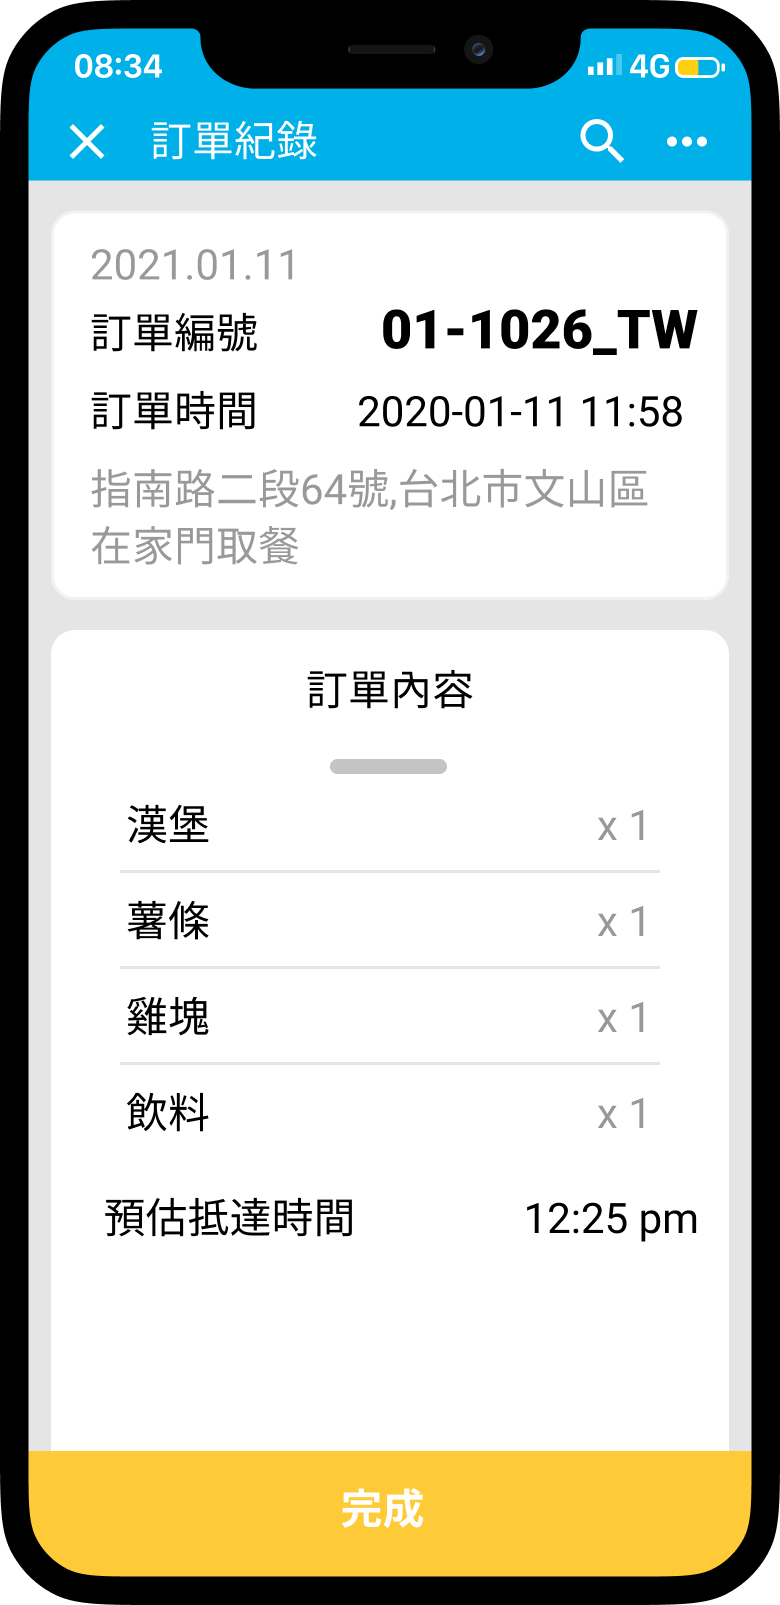 08:34 4G
訂單紀錄
2021.01.11
訂單編號 01-1026_TW
訂單時間 2020-01-11 11:58
指南路二段64號,台北市文山區
在家門取餐
訂單內容
漢堡 x 1
薯條 x 1
雞塊 x 1
飲料 x 1
預估抵達時間 12:25 pm
完成